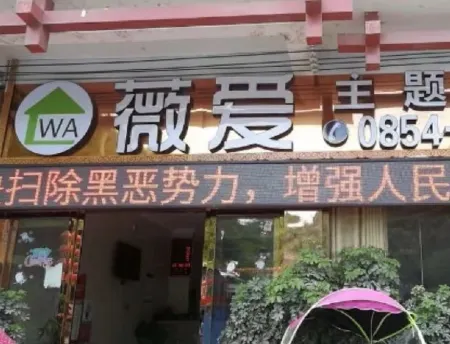 WA 薇爱 主题
0854-
扫除黑恶势力，增强人民